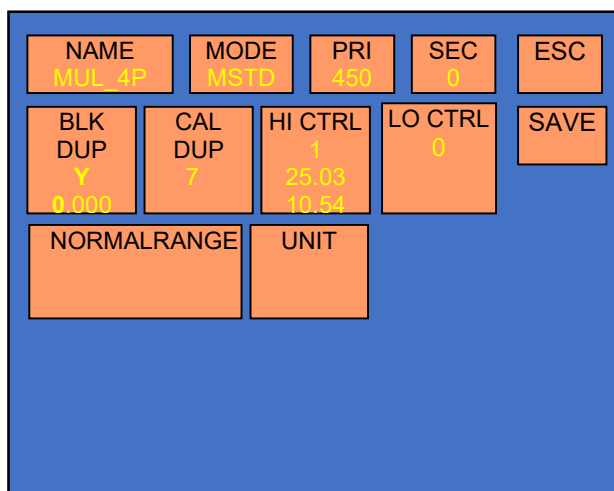 NAME
MUL_4P
MODE
MSTD
PRI
450
SEC
0
ESC
BLK
DUP
Y
0.000
CAL
DUP
7
HI CTRL
1
25.03
10.54
LO CTRL
0
SAVE
NORMALRANGE
UNIT